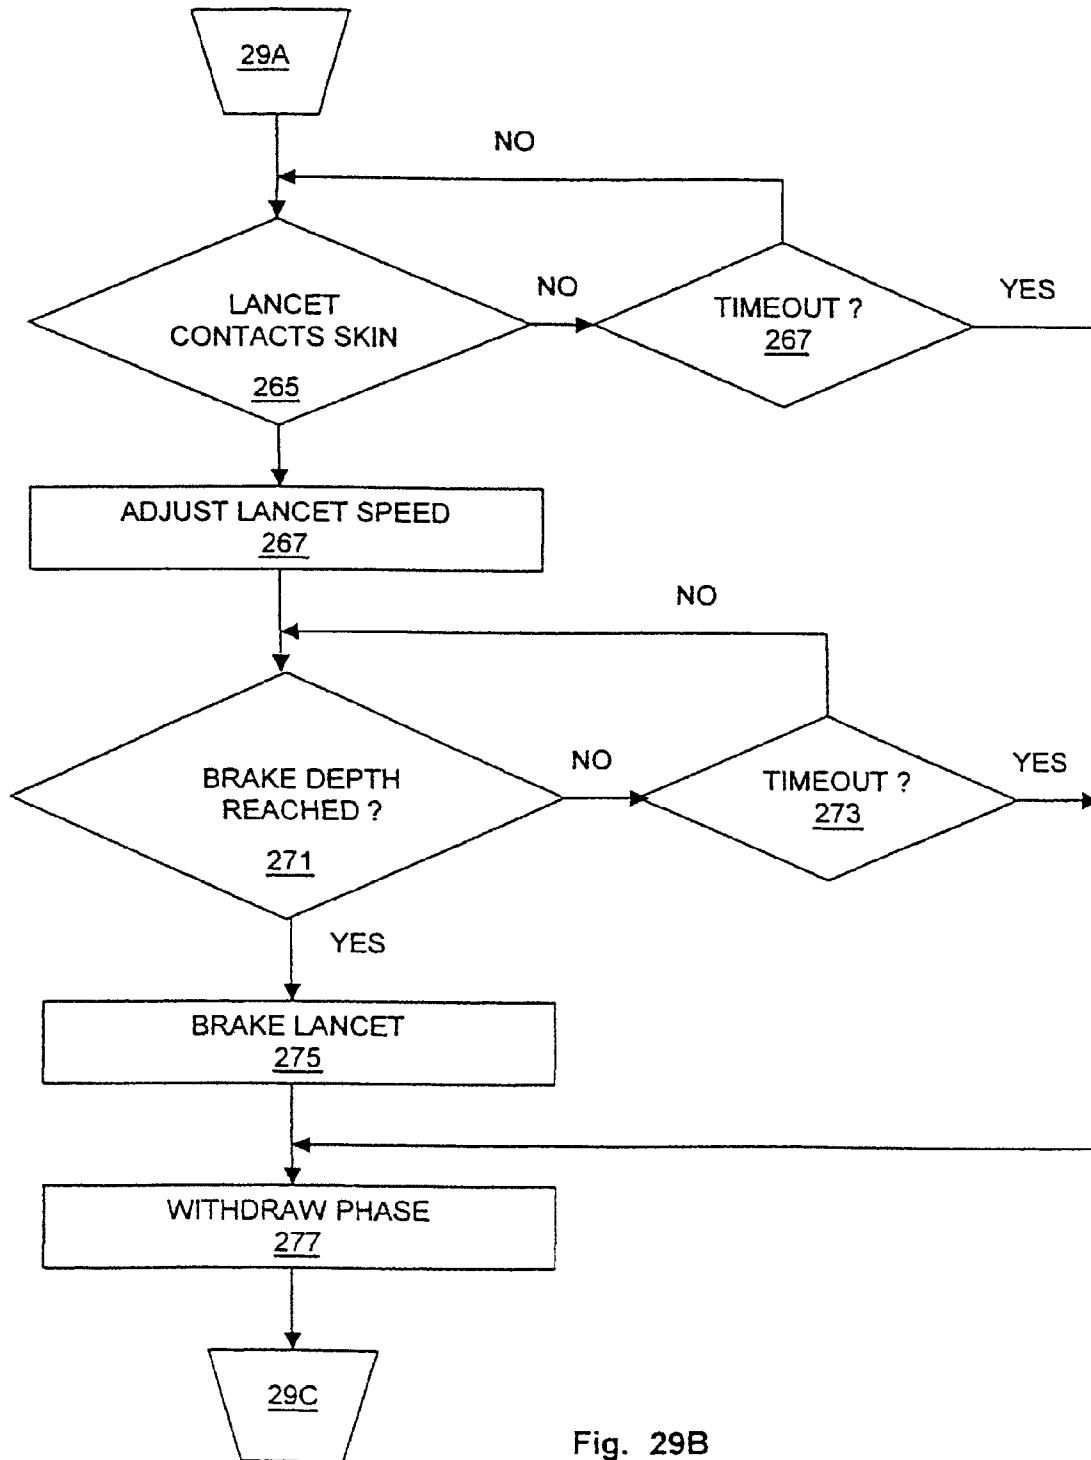 29A
NO
LANCET
CONTACTS SKIN
265
NO
TIMEOUT ?
267
YES
ADJUST LANCET SPEED
267
NO
BRAKE DEPTH
REACHED ?
271
NO
TIMEOUT ?
273
YES
YES
BRAKE LANCET
275
WITHDRAW PHASE
277
29C
Fig. 29B